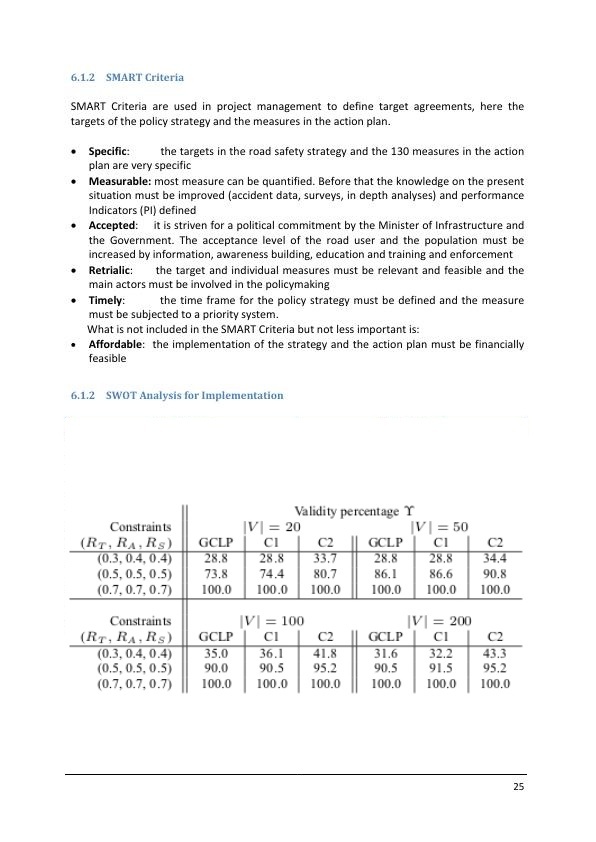 6.1.2 SMART Criteria
SMART Criteria are used in project management to define target agreements, here the
targets of the policy strategy and the measures in the action plan.
• Specific: the targets in the road safety strategy and the 130 measures in the action
plan are very specific
• Measurable: most measure can be quantified. Before that the knowledge on the present
situation must be improved (accident data, surveys, in depth analyses) and performance
Indicators (PI) defined
• Accepted: it is strived for a political commitment by the Minister of Infrastructure and
the Government. The acceptance level of the road user and the population must be
increased by information, awareness building, education and training and enforcement
• Retrialic: the target and individual measures must be relevant and feasible and the
main actors must be involved in the policymaking
• Timely: the time frame for the policy strategy must be defined and the measure
must be subjected to a priority system.
What is not included in the SMART Criteria but not less important is:
• Affordable: the implementation of the strategy and the action plan must be financially
feasible
6.1.2 SWOT Analysis for Implementation
Validity percentage ϒ
Constraints |V| = 20 |V| = 50
(R_T, R_A, R_S) GCLP C1 C2 GCLP C1 C2
(0.3, 0.4, 0.4) 28.8 28.8 33.7 28.8 28.8 34.4
(0.5, 0.5, 0.5) 73.8 74.4 80.7 86.1 86.6 90.8
(0.7, 0.7, 0.7) 100.0 100.0 100.0 100.0 100.0 100.0
Constraints |V| = 100 |V| = 200
(R_T, R_A, R_S) GCLP C1 C2 GCLP C1 C2
(0.3, 0.4, 0.4) 35.0 36.1 41.8 31.6 32.2 43.3
(0.5, 0.5, 0.5) 90.0 90.5 95.2 90.5 91.5 95.2
(0.7, 0.7, 0.7) 100.0 100.0 100.0 100.0 100.0 100.0
25